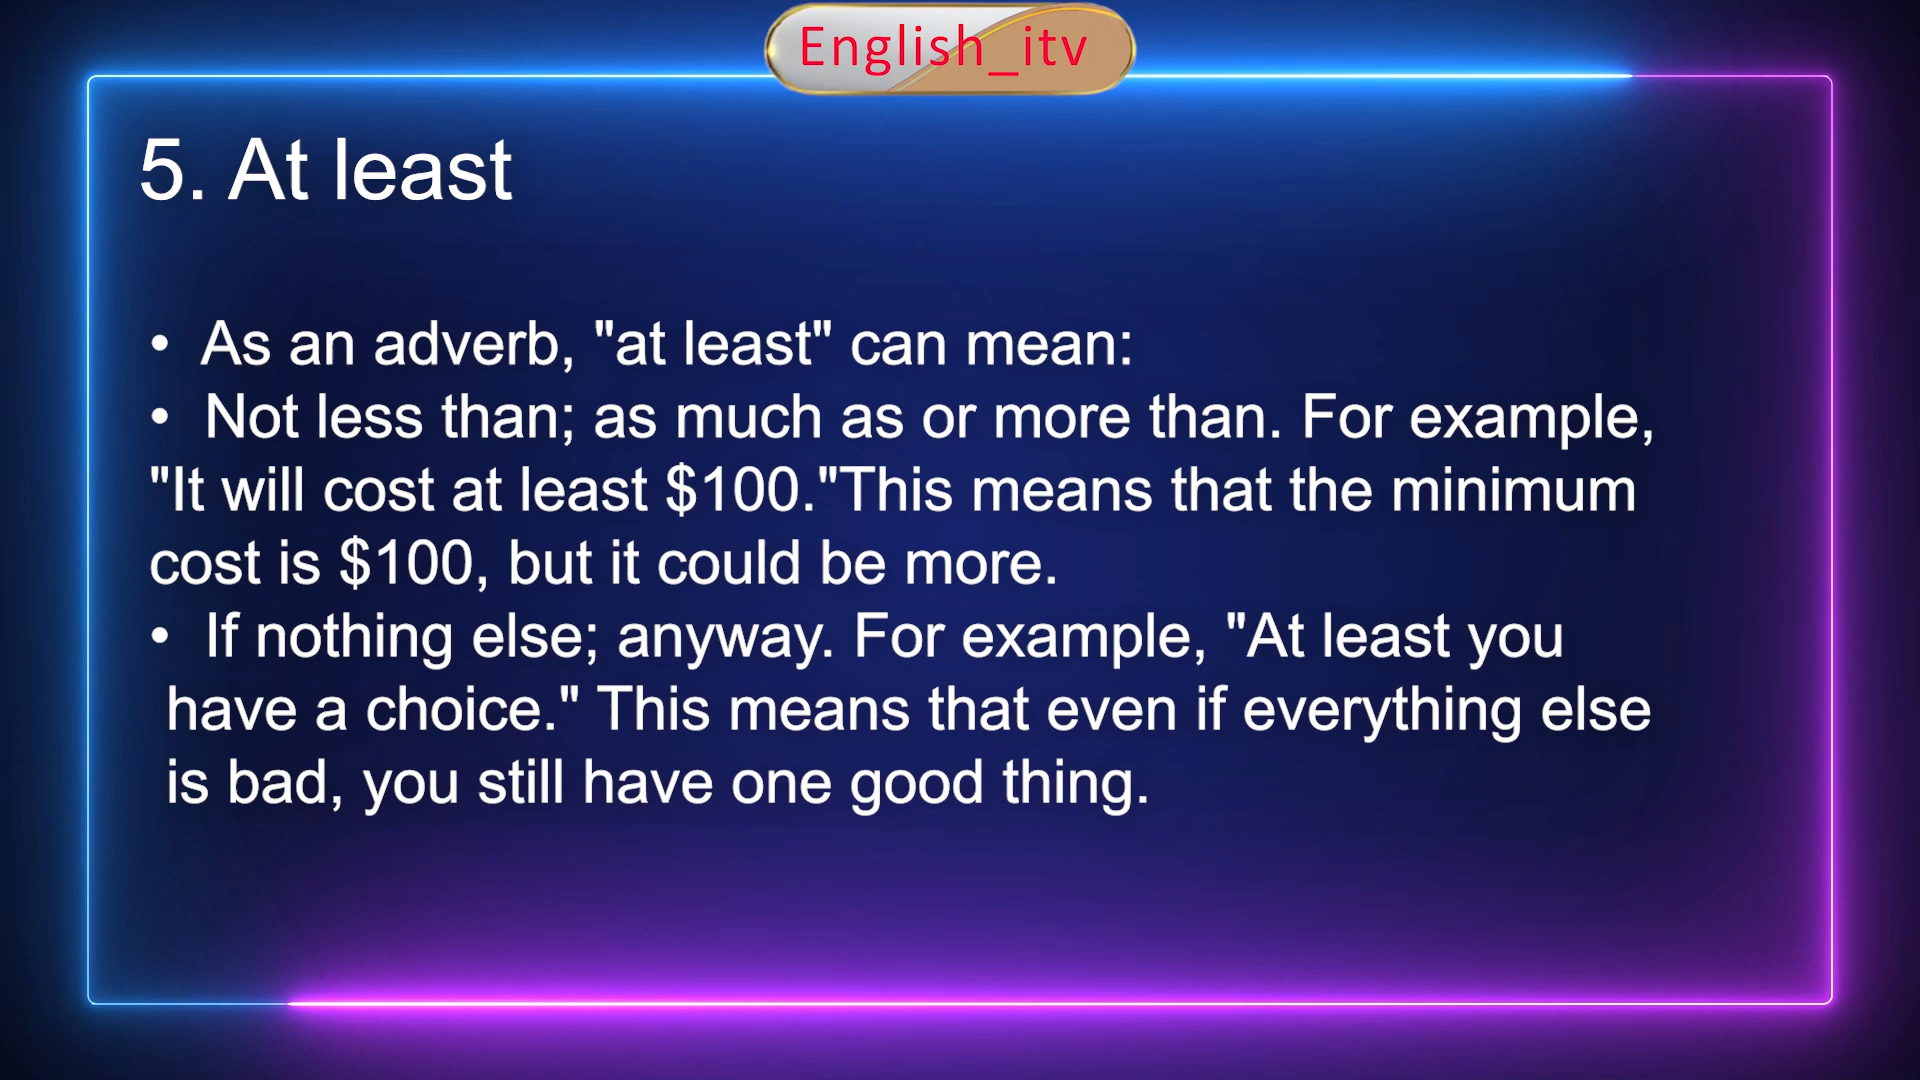 English_itv
5. At least
• As an adverb, "at least" can mean:
• Not less than; as much as or more than. For example,
"It will cost at least $100."This means that the minimum
cost is $100, but it could be more.
• If nothing else; anyway. For example, "At least you
have a choice." This means that even if everything else
is bad, you still have one good thing.